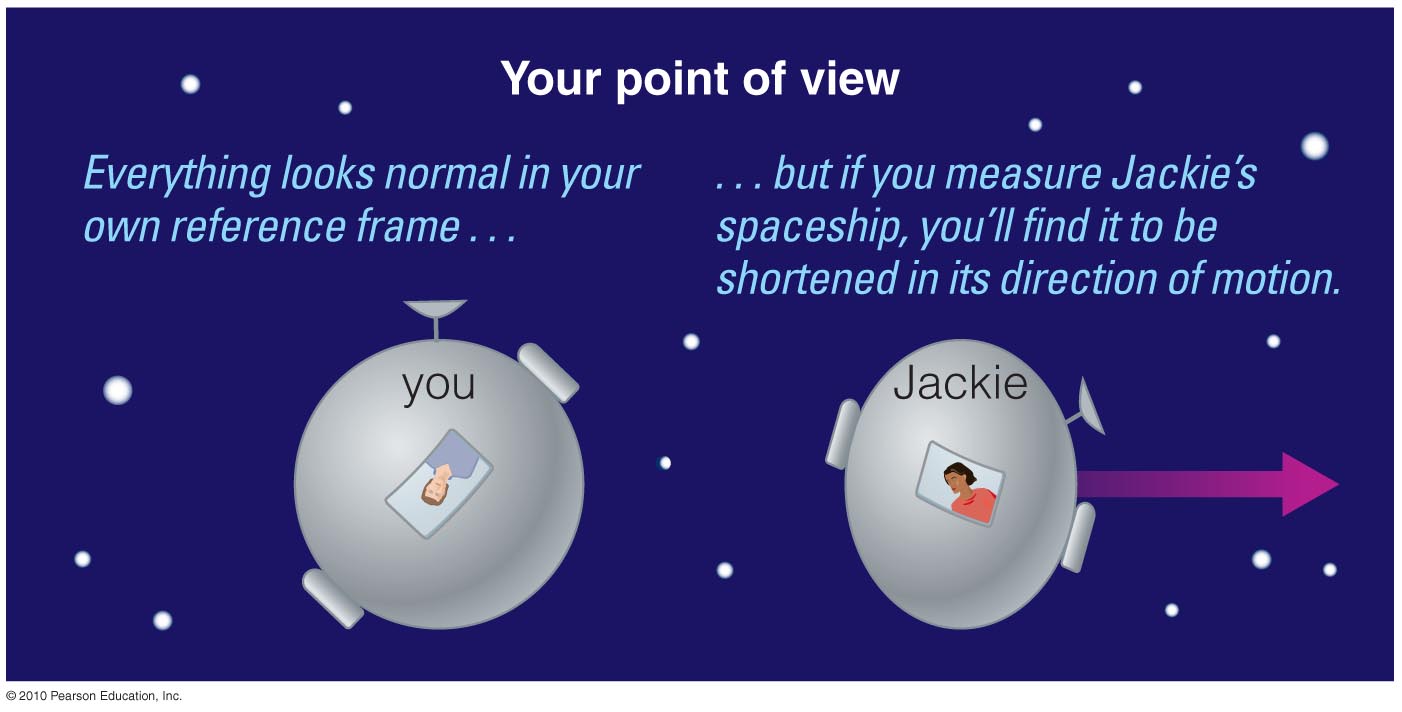 Your point of view
Everything looks normal in your
own reference frame . . .
. . . but if you measure Jackie’s
spaceship, you’ll find it to be
shortened in its direction of motion.
you
Jackie
© 2010 Pearson Education, Inc.